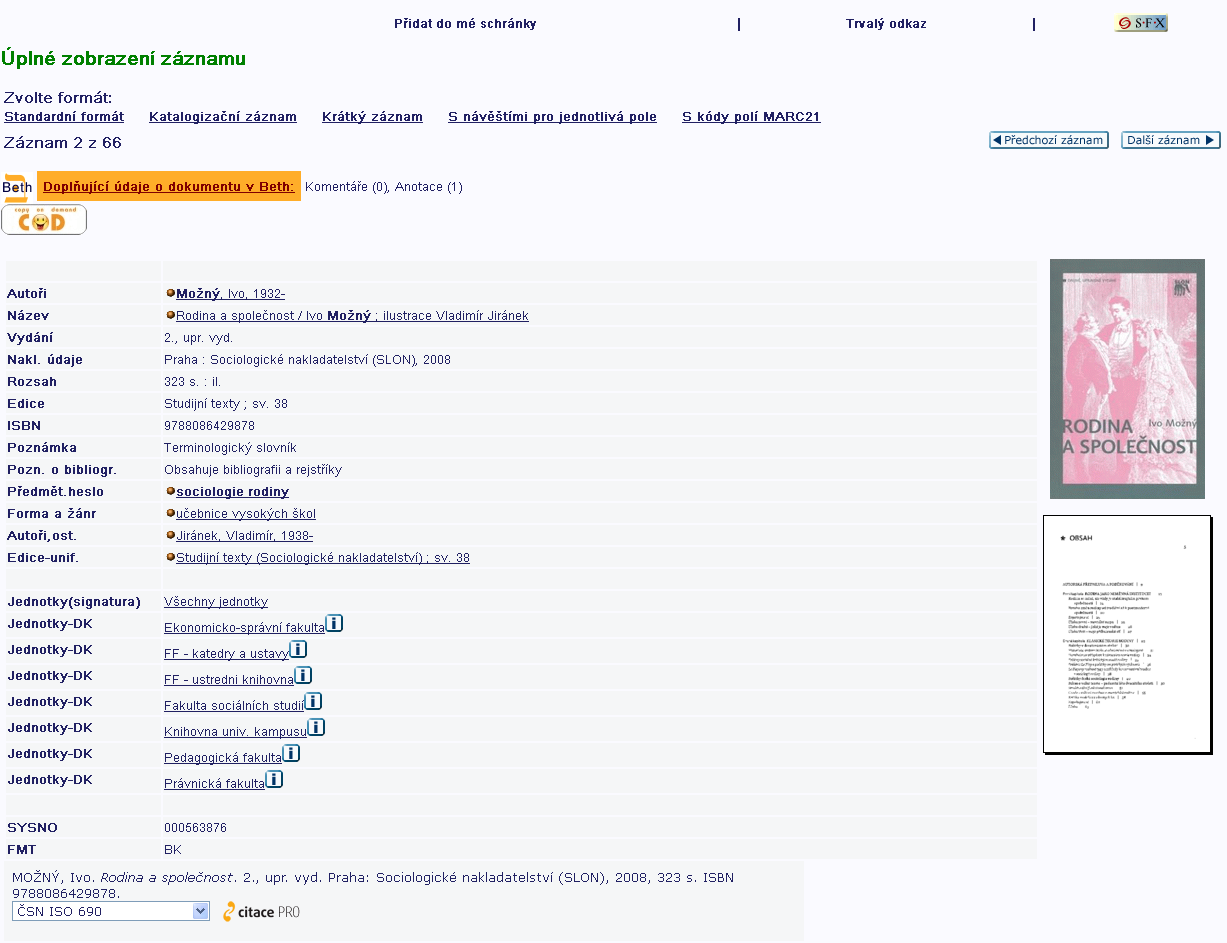 Přidat do mé schránky | Trvalý odkaz | S·F·X
Úplné zobrazení záznamu
Zvolte formát:
Standardní formát Katalogizační záznam Krátký záznam S návěštími pro jednotlivá pole S kódy polí MARC21
Záznam 2 z 66
Předchozí záznam Další záznam
Beth Doplňující údaje o dokumentu v Beth: Komentáře (0), Anotace (1)
copy on demand
COD
Autoři Možný, Ivo, 1932-
Název Rodina a společnost / Ivo Možný ; ilustrace Vladimír Jiránek
Vydání 2., upr. vyd.
Nakl. údaje Praha : Sociologické nakladatelství (SLON), 2008
Rozsah 323 s. : il.
Edice Studijní texty ; sv. 38
ISBN 9788086429878
Poznámka Terminologický slovník
Pozn. o bibliogr. Obsahuje bibliografii a rejstříky
Předmět.heslo sociologie rodiny
Forma a žánr učebnice vysokých škol
Autoři,ost. Jiránek, Vladimír, 1938-
Edice-unif. Studijní texty (Sociologické nakladatelství) ; sv. 38
Jednotky(signatura) Všechny jednotky
Jednotky-DK Ekonomicko-správní fakulta
Jednotky-DK FF - katedry a ustavy
Jednotky-DK FF - ustredni knihovna
Jednotky-DK Fakulta sociálních studií
Jednotky-DK Knihovna univ. kampusu
Jednotky-DK Pedagogická fakulta
Jednotky-DK Právnická fakulta
SYSNO 000563876
FMT BK
MOŽNÝ, Ivo. Rodina a společnost. 2., upr. vyd. Praha: Sociologické nakladatelství (SLON), 2008, 323 s. ISBN
9788086429878.
ČSN ISO 690 citace PRO
RODINA Ivo Možný
A SPOLEČNOST
OBSAH